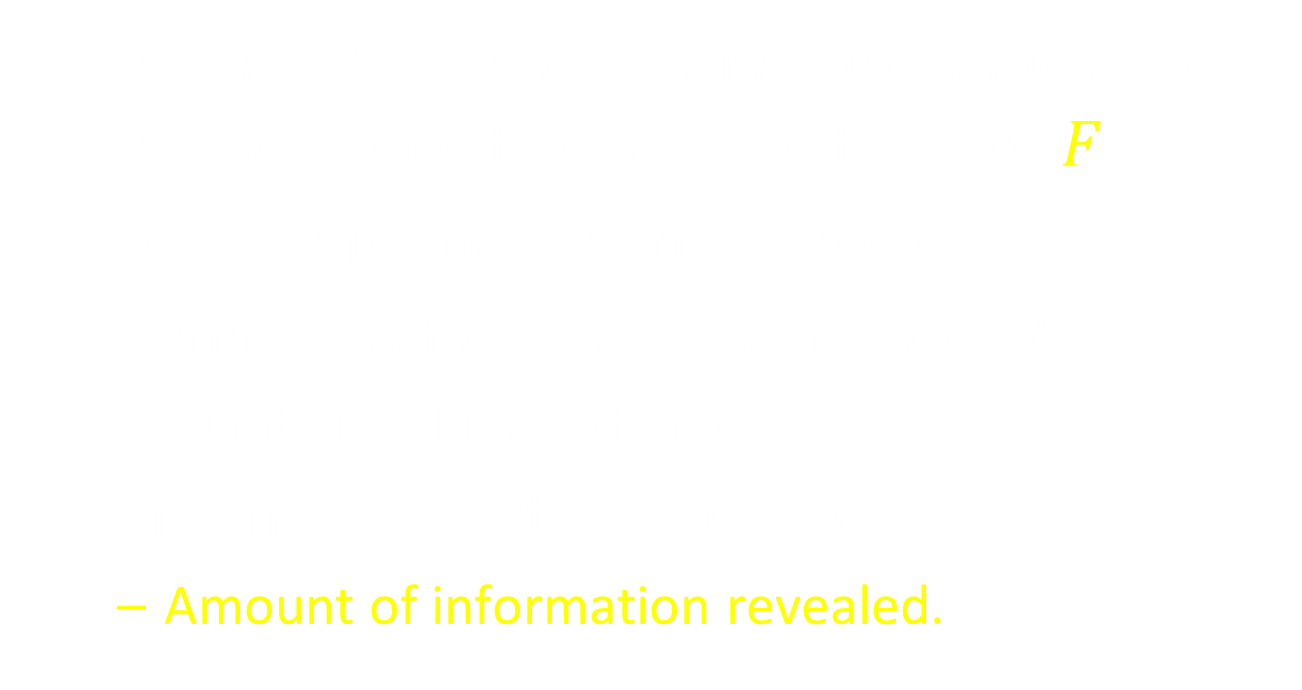 F
– Amount of information revealed.